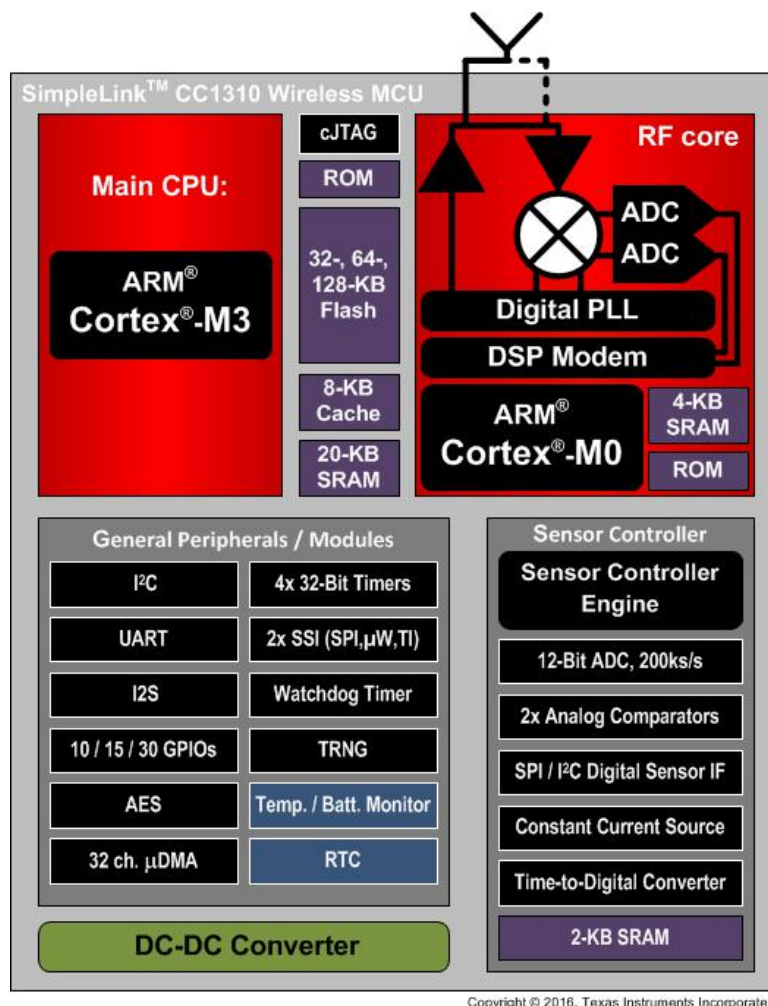 SimpleLink™ CC1310 Wireless MCU
Main CPU:
ARM®
Cortex®-M3
cJTAG
ROM
32-, 64-,
128-KB
Flash
8-KB
Cache
20-KB
SRAM
RF core
ADC
ADC
Digital PLL
DSP Modem
ARM®
Cortex®-M0
4-KB
SRAM
ROM
General Peripherals / Modules
I²C
4x 32-Bit Timers
UART
2x SSI (SPI,µW,TI)
I2S
Watchdog Timer
10 / 15 / 30 GPIOs
TRNG
AES
Temp. / Batt. Monitor
32 ch. µDMA
RTC
DC-DC Converter
Sensor Controller
Sensor Controller
Engine
12-Bit ADC, 200ks/s
2x Analog Comparators
SPI / I²C Digital Sensor IF
Constant Current Source
Time-to-Digital Converter
2-KB SRAM
Copyright © 2016, Texas Instruments Incorporate